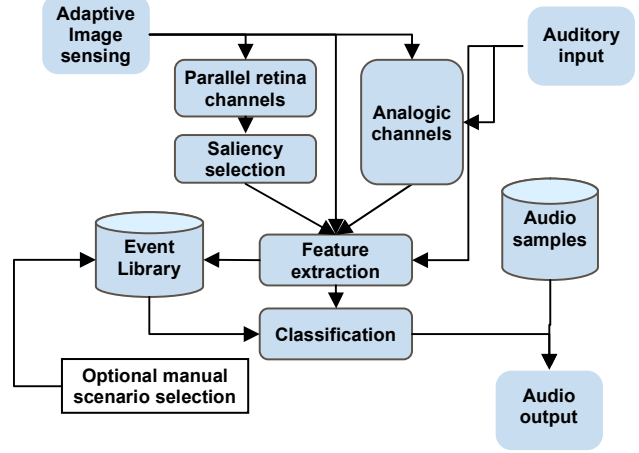 Adaptive
Image
sensing
Auditory
input
Parallel retina
channels
Analogic
channels
Saliency
selection
Audio
samples
Event
Library
Feature
extraction
Classification
Optional manual
scenario selection
Audio
output